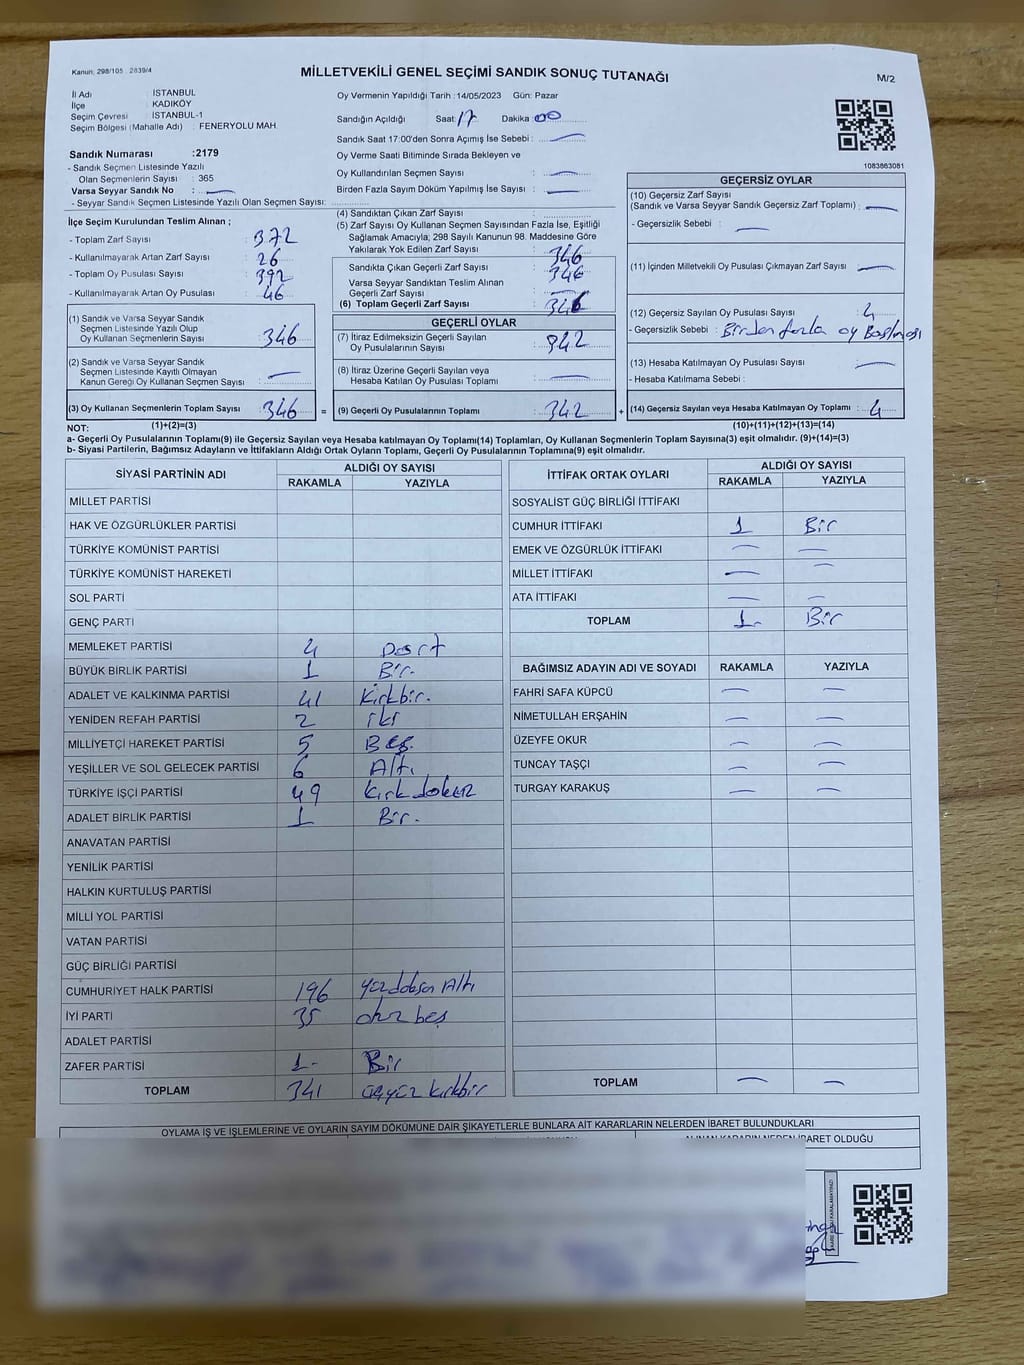 Kanun; 298/105 : 2839/4
MİLLETVEKİLİ GENEL SEÇİMİ SANDIK SONUÇ TUTANAĞI
M/2
İl Adı : İSTANBUL
İlçe : KADIKÖY
Seçim Çevresi : İSTANBUL-1
Seçim Bölgesi (Mahalle Adı) : FENERYOLU MAH.
Oy Vermenin Yapıldığı Tarih :14/05/2023 Gün: Pazar
Sandığın Açıldığı Saat: 17 Dakika 00
Sandık Saat 17:00'den Sonra Açımış İse Sebebi : —
Oy Verme Saati Bitiminde Sırada Bekleyen ve
Oy Kullandırılan Seçmen Sayısı : —
Birden Fazla Sayım Döküm Yapılmış İse Sayısı : —
1083863081
Sandık Numarası :2179
- Sandık Seçmen Listesinde Yazılı
Olan Seçmenlerin Sayısı : 365
Varsa Seyyar Sandık No : —
- Seyyar Sandık Seçmen Listesinde Yazılı Olan Seçmen Sayısı:
İlçe Seçim Kurulundan Teslim Alınan ;
- Toplam Zarf Sayısı : 372
- Kullanılmayarak Artan Zarf Sayısı : 26
- Toplam Oy Pusulası Sayısı : 392
- Kullanılmayarak Artan Oy Pusulası : 46
(1) Sandık ve Varsa Seyyar Sandık
Seçmen Listesinde Yazılı Olup
Oy Kullanan Seçmenlerin Sayısı : 346
(2) Sandık ve Varsa Seyyar Sandık
Seçmen Listesinde Kayıtlı Olmayan
Kanun Gereği Oy Kullanan Seçmen Sayısı : —
(3) Oy Kullanan Seçmenlerin Toplam Sayısı : 346 =
(1)+(2)=(3)
(4) Sandıktan Çıkan Zarf Sayısı :
(5) Zarf Sayısı Oy Kullanan Seçmen Sayısından Fazla İse, Eşitliği
Sağlamak Amacıyla; 298 Sayılı Kanunun 98. Maddesine Göre
Yakılarak Yok Edilen Zarf Sayısı : 346
Sandıkta Çıkan Geçerli Zarf Sayısı : 346
Varsa Seyyar Sandıktan Teslim Alınan
Geçerli Zarf Sayısı : —
(6) Toplam Geçerli Zarf Sayısı : 346
GEÇERLİ OYLAR
(7) İtiraz Edilmeksizin Geçerli Sayılan
Oy Pusulalarının Sayısı : 342
(8) İtiraz Üzerine Geçerli Sayılan veya
Hesaba Katılan Oy Pusulası Toplamı : —
(9) Geçerli Oy Pusulalarının Toplamı : 342 +
GEÇERSİZ OYLAR
(10) Geçersiz Zarf Sayısı
(Sandık ve Varsa Seyyar Sandık Geçersiz Zarf Toplamı) : —
- Geçersizlik Sebebi : —
(11) İçinden Milletvekili Oy Pusulası Çıkmayan Zarf Sayısı : —
(12) Geçersiz Sayılan Oy Pusulası Sayısı : 4
- Geçersizlik Sebebi : Birden fazla oy Basılması
(13) Hesaba Katılmayan Oy Pusulası Sayısı : —
- Hesaba Katılmama Sebebi :
(14) Geçersiz Sayılan veya Hesaba Katılmayan Oy Toplamı : 4
(10)+(11)+(12)+(13)=(14)
NOT:
a- Geçerli Oy Pusulalarının Toplamı(9) ile Geçersiz Sayılan veya Hesaba katılmayan Oy Toplamı(14) Toplamları, Oy Kullanan Seçmenlerin Toplam Sayısına(3) eşit olmalıdır. (9)+(14)=(3)
b- Siyasi Partilerin, Bağımsız Adayların ve İttifakların Aldığı Ortak Oyların Toplamı, Geçerli Oy Pusulalarının Toplamına(9) eşit olmalıdır.
SİYASİ PARTİNİN ADI ALDIĞI OY SAYISI
RAKAMLA YAZIYLA
MİLLET PARTİSİ
HAK VE ÖZGÜRLÜKLER PARTİSİ
TÜRKİYE KOMÜNİST PARTİSİ
TÜRKİYE KOMÜNİST HAREKETİ
SOL PARTİ
GENÇ PARTİ
MEMLEKET PARTİSİ 4 Dört
BÜYÜK BİRLİK PARTİSİ 1 Bir.
ADALET VE KALKINMA PARTİSİ 41 Kırkbir.
YENİDEN REFAH PARTİSİ 2 iki
MİLLİYETÇİ HAREKET PARTİSİ 5 Beş.
YEŞİLLER VE SOL GELECEK PARTİSİ 6 Altı
TÜRKİYE İŞÇİ PARTİSİ 49 Kırk dokuz
ADALET BİRLİK PARTİSİ 1 Bir.
ANAVATAN PARTİSİ
YENİLİK PARTİSİ
HALKIN KURTULUŞ PARTİSİ
MİLLİ YOL PARTİSİ
VATAN PARTİSİ
GÜÇ BİRLİĞİ PARTİSİ
CUMHURİYET HALK PARTİSİ 196 Yüzdoksan Altı
İYİ PARTİ 35 otuz beş
ADALET PARTİSİ
ZAFER PARTİSİ 1- Bir
TOPLAM 341 üçyüz kırkbir
İTTİFAK ORTAK OYLARI ALDIĞI OY SAYISI
RAKAMLA YAZIYLA
SOSYALİST GÜÇ BİRLİĞİ İTTİFAKI
CUMHUR İTTİFAKI 1 Bir
EMEK VE ÖZGÜRLÜK İTTİFAKI — —
MİLLET İTTİFAKI — —
ATA İTTİFAKI — —
TOPLAM 1- Bir
BAĞIMSIZ ADAYIN ADI VE SOYADI RAKAMLA YAZIYLA
FAHRİ SAFA KÜPCÜ — —
NİMETULLAH ERŞAHİN — —
ÜZEYFE OKUR — —
TUNCAY TAŞÇI — —
TURGAY KARAKUŞ — —
TOPLAM — —
OYLAMA İŞ VE İŞLEMLERİNE VE OYLARIN SAYIM DÖKÜMÜNE DAİR ŞİKAYETLERLE BUNLARA AİT KARARLARIN NELERDEN İBARET BULUNDUKLARI
ALINAN KARARIN NEDEN İBARET OLDUĞU